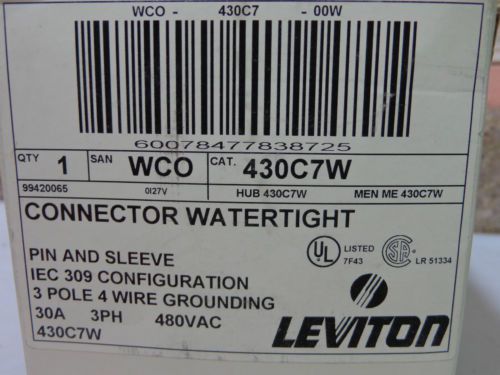 WCO - 430C7 - 00W
60078477838725
QTY 1 SAN WCO CAT. 430C7W
99420065 0I27V HUB 430C7W MEN ME 430C7W
CONNECTOR WATERTIGHT
PIN AND SLEEVE
IEC 309 CONFIGURATION
3 POLE 4 WIRE GROUNDING
30A 3PH 480VAC
430C7W
UL LISTED 7F43
SA LR 51334
LEVITON